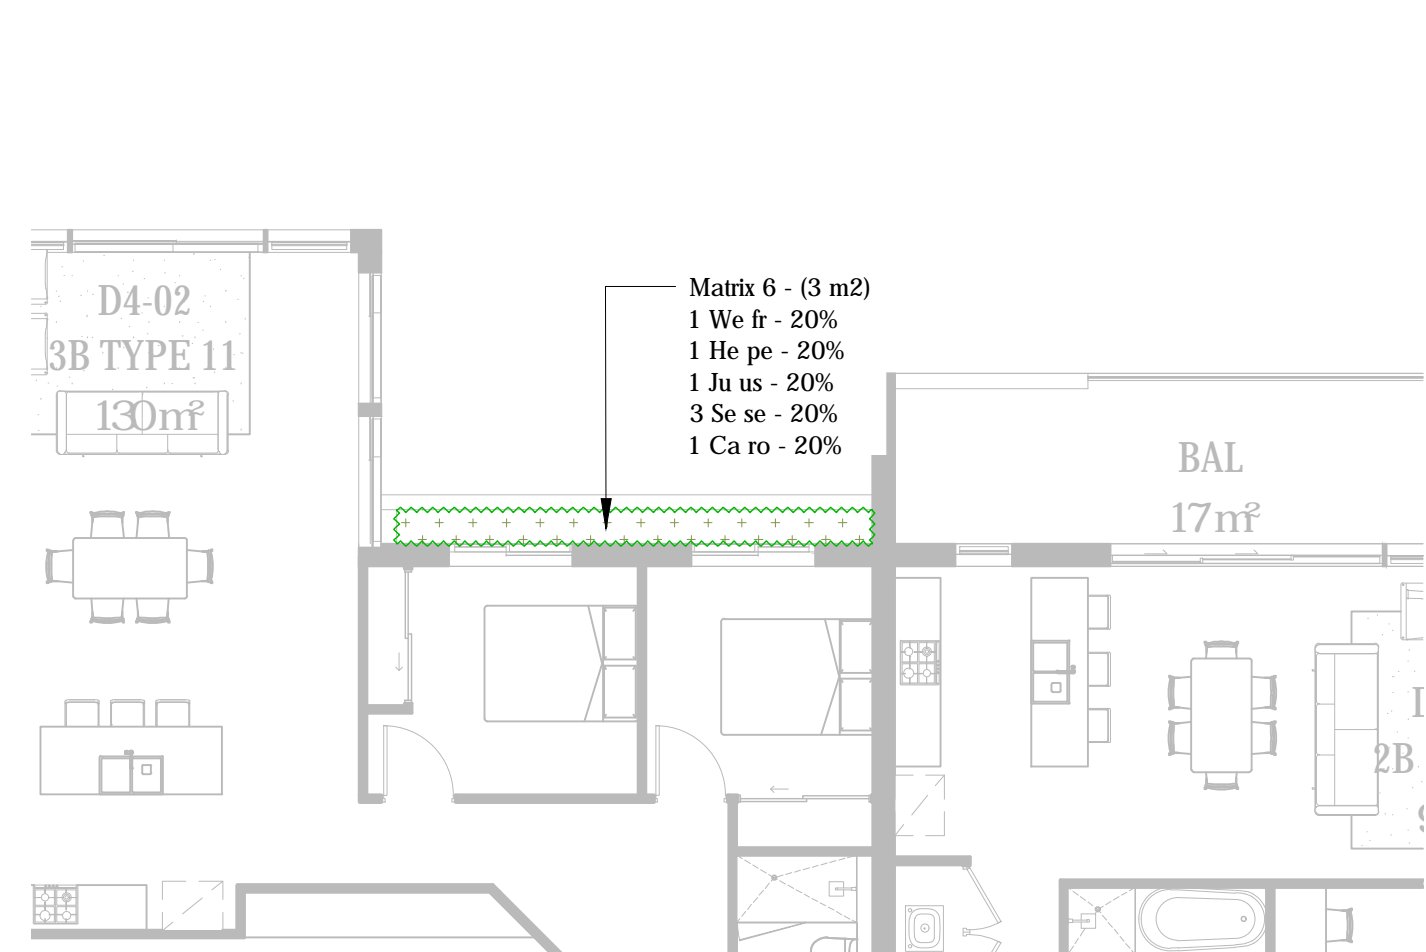 D4-02
3B TYPE 11
130m²
Matrix 6 - (3 m2)
1 We fr - 20%
1 He pe - 20%
1 Ju us - 20%
3 Se se - 20%
1 Ca ro - 20%
BAL
17m²
2B